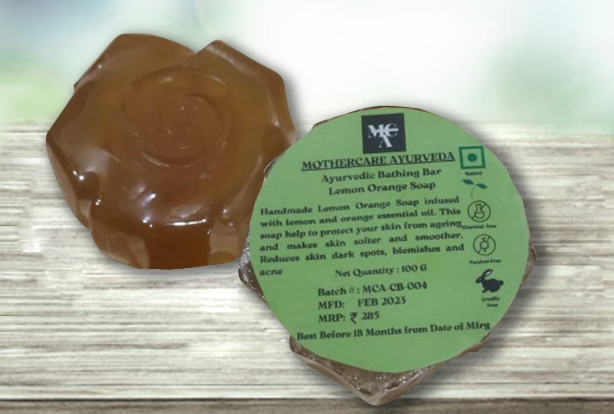 MCA
MOTHERCARE AYURVEDA
Ayurvedic Bathing Bar
Lemon Orange Soap
Natural
Handmade Lemon Orange Soap infused
with lemon and orange essential oil. This
soap help to protect your skin from ageing
and makes skin softer and smoother.
Reduces skin dark spots, blemishes and
acne
Chemical Free
Paraben Free
Cruelty
Free
Net Quantity : 100 G
Batch # : MCA-CB-004
MFD: FEB 2023
MRP: ₹ 285
Best Before 18 Months from Date of Mfrg